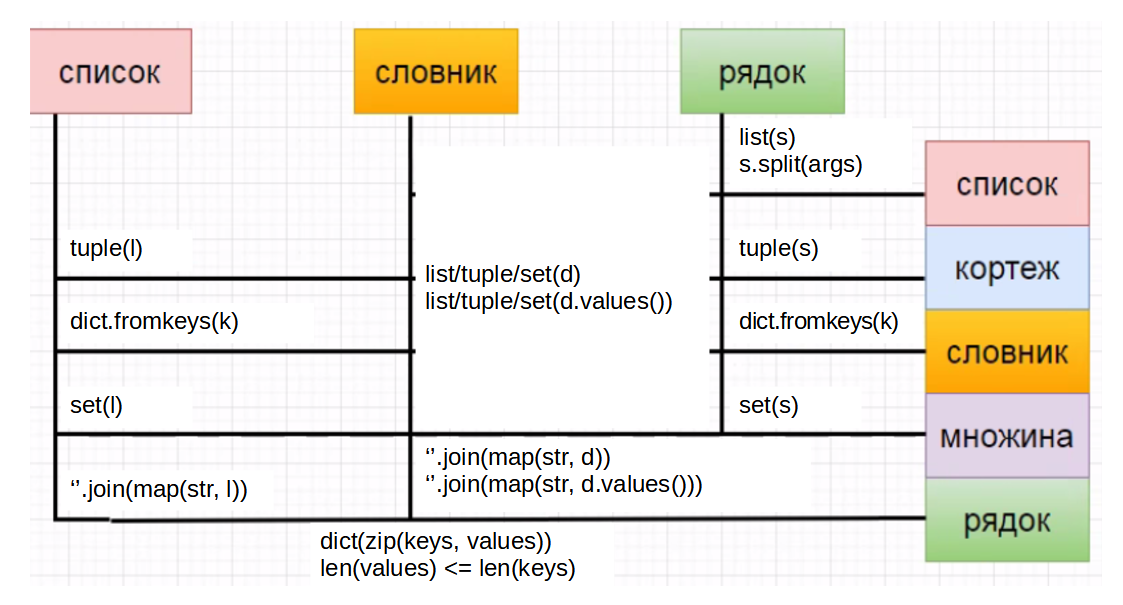 список
словник
рядок
list(s)
s.split(args)
список
tuple(l)
tuple(s)
кортеж
list/tuple/set(d)
list/tuple/set(d.values())
dict.fromkeys(k)
dict.fromkeys(k)
словник
set(l)
set(s)
множина
‘’.join(map(str, d))
‘’.join(map(str, d.values()))
‘’.join(map(str, l))
рядок
dict(zip(keys, values))
len(values) <= len(keys)